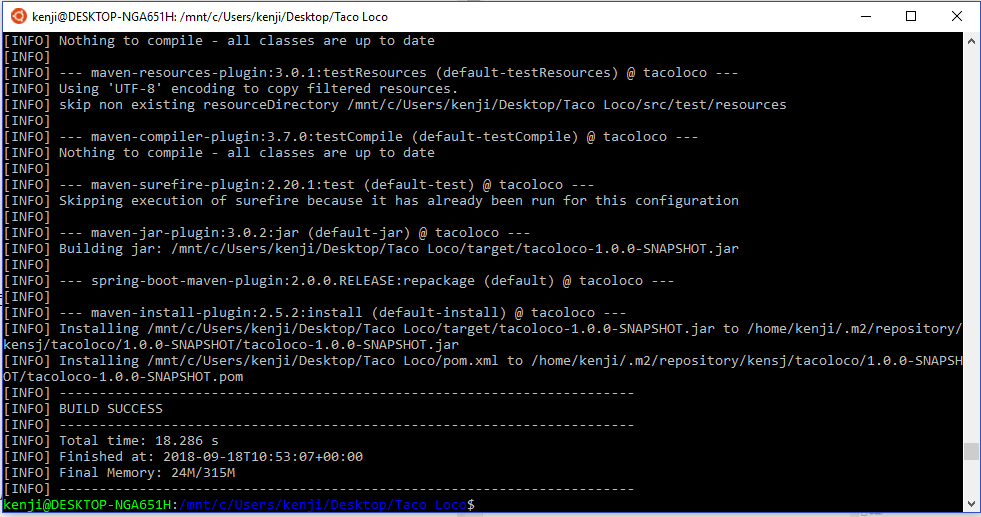 kenji@DESKTOP-NGA651H: /mnt/c/Users/kenji/Desktop/Taco Loco
[INFO] Nothing to compile - all classes are up to date
[INFO]
[INFO] --- maven-resources-plugin:3.0.1:testResources (default-testResources) @ tacoloco ---
[INFO] Using 'UTF-8' encoding to copy filtered resources.
[INFO] skip non existing resourceDirectory /mnt/c/Users/kenji/Desktop/Taco Loco/src/test/resources
[INFO]
[INFO] --- maven-compiler-plugin:3.7.0:testCompile (default-testCompile) @ tacoloco ---
[INFO] Nothing to compile - all classes are up to date
[INFO]
[INFO] --- maven-surefire-plugin:2.20.1:test (default-test) @ tacoloco ---
[INFO] Skipping execution of surefire because it has already been run for this configuration
[INFO]
[INFO] --- maven-jar-plugin:3.0.2:jar (default-jar) @ tacoloco ---
[INFO] Building jar: /mnt/c/Users/kenji/Desktop/Taco Loco/target/tacoloco-1.0.0-SNAPSHOT.jar
[INFO]
[INFO] --- spring-boot-maven-plugin:2.0.0.RELEASE:repackage (default) @ tacoloco ---
[INFO]
[INFO] --- maven-install-plugin:2.5.2:install (default-install) @ tacoloco ---
[INFO] Installing /mnt/c/Users/kenji/Desktop/Taco Loco/target/tacoloco-1.0.0-SNAPSHOT.jar to /home/kenji/.m2/repository/
kensj/tacoloco/1.0.0-SNAPSHOT/tacoloco-1.0.0-SNAPSHOT.jar
[INFO] Installing /mnt/c/Users/kenji/Desktop/Taco Loco/pom.xml to /home/kenji/.m2/repository/kensj/tacoloco/1.0.0-SNAPSH
OT/tacoloco-1.0.0-SNAPSHOT.pom
[INFO] ------------------------------------------------------------------------
[INFO] BUILD SUCCESS
[INFO] ------------------------------------------------------------------------
[INFO] Total time: 18.286 s
[INFO] Finished at: 2018-09-18T10:53:07+00:00
[INFO] Final Memory: 24M/315M
[INFO] ------------------------------------------------------------------------
kenji@DESKTOP-NGA651H:/mnt/c/Users/kenji/Desktop/Taco Loco$